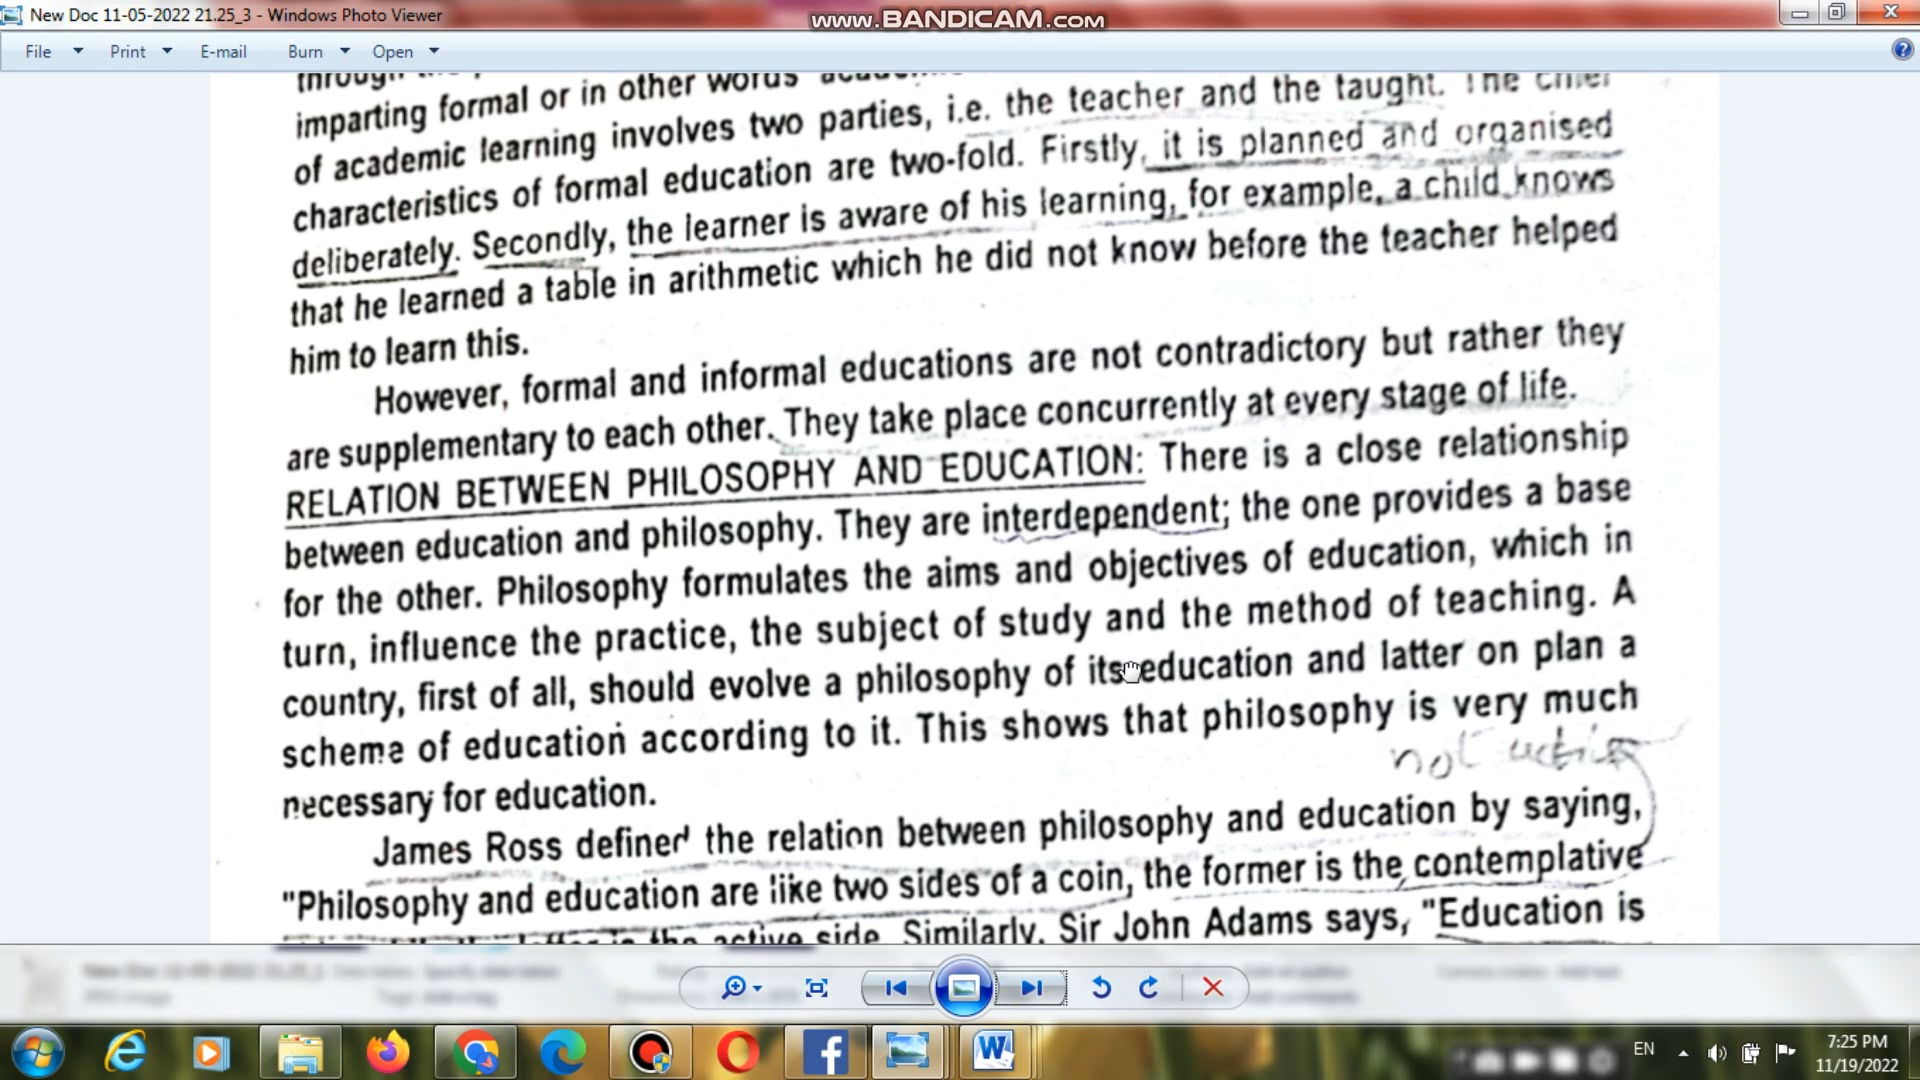 New Doc 11-05-2022 21.25_3 - Windows Photo Viewer
www.BANDICAM.com
File Print E-mail Burn Open
through the
imparting formal or in other words
of academic learning involves two parties, i.e. the teacher and the taught. The chief
characteristics of formal education are two-fold. Firstly, it is planned and organised
deliberately. Secondly, the learner is aware of his learning, for example, a child knows
that he learned a table in arithmetic which he did not know before the teacher helped
him to learn this.
However, formal and informal educations are not contradictory but rather they
are supplementary to each other. They take place concurrently at every stage of life.
RELATION BETWEEN PHILOSOPHY AND EDUCATION: There is a close relationship
between education and philosophy. They are interdependent; the one provides a base
for the other. Philosophy formulates the aims and objectives of education, which in
turn, influence the practice, the subject of study and the method of teaching. A
country, first of all, should evolve a philosophy of its education and latter on plan a
scheme of education according to it. This shows that philosophy is very much
not
necessary for education.
James Ross defined the relation between philosophy and education by saying,
"Philosophy and education are like two sides of a coin, the former is the contemplative
is the active side. Similarly, Sir John Adams says, "Education is
EN
7:25 PM
11/19/2022